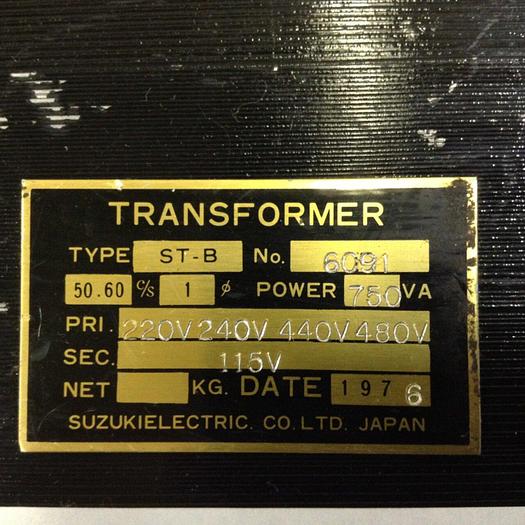 TRANSFORMER
TYPE ST-B No. 6091
50.60 c/s 1 ø POWER 750 VA
PRI. 220V 240V 440V 480V
SEC. 115V
NET KG. DATE 1976
SUZUKIELECTRIC. CO. LTD. JAPAN